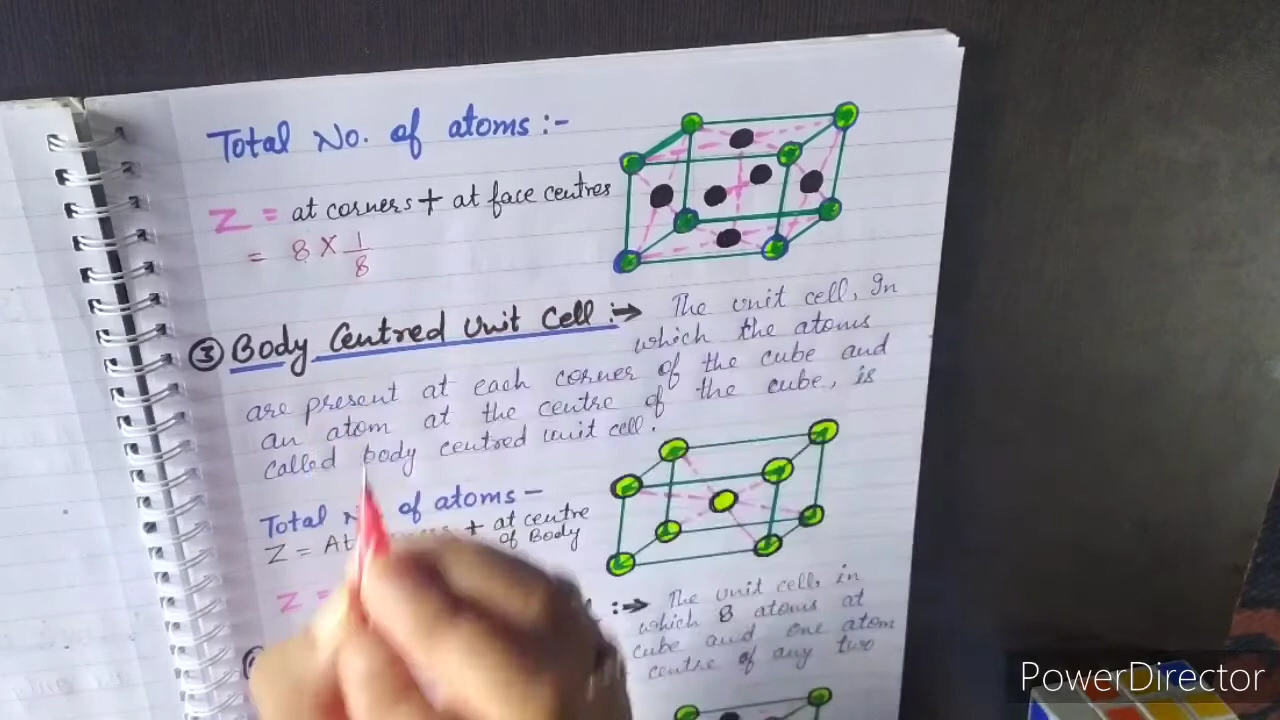 Total No. of atoms :-
Z = at corners + at face centres
= 8 × 1/8
③ Body Centred Unit Cell :→ The unit cell, In
which the atoms
are present at each corner of the cube and
an atom at the centre of the cube, is
called body centred unit cell.
Total of atoms -
Z = At + at centre
of Body
Z =
:→ The unit cell, in
which 8 atoms at
cube and one atom
centre of any two
PowerDirector